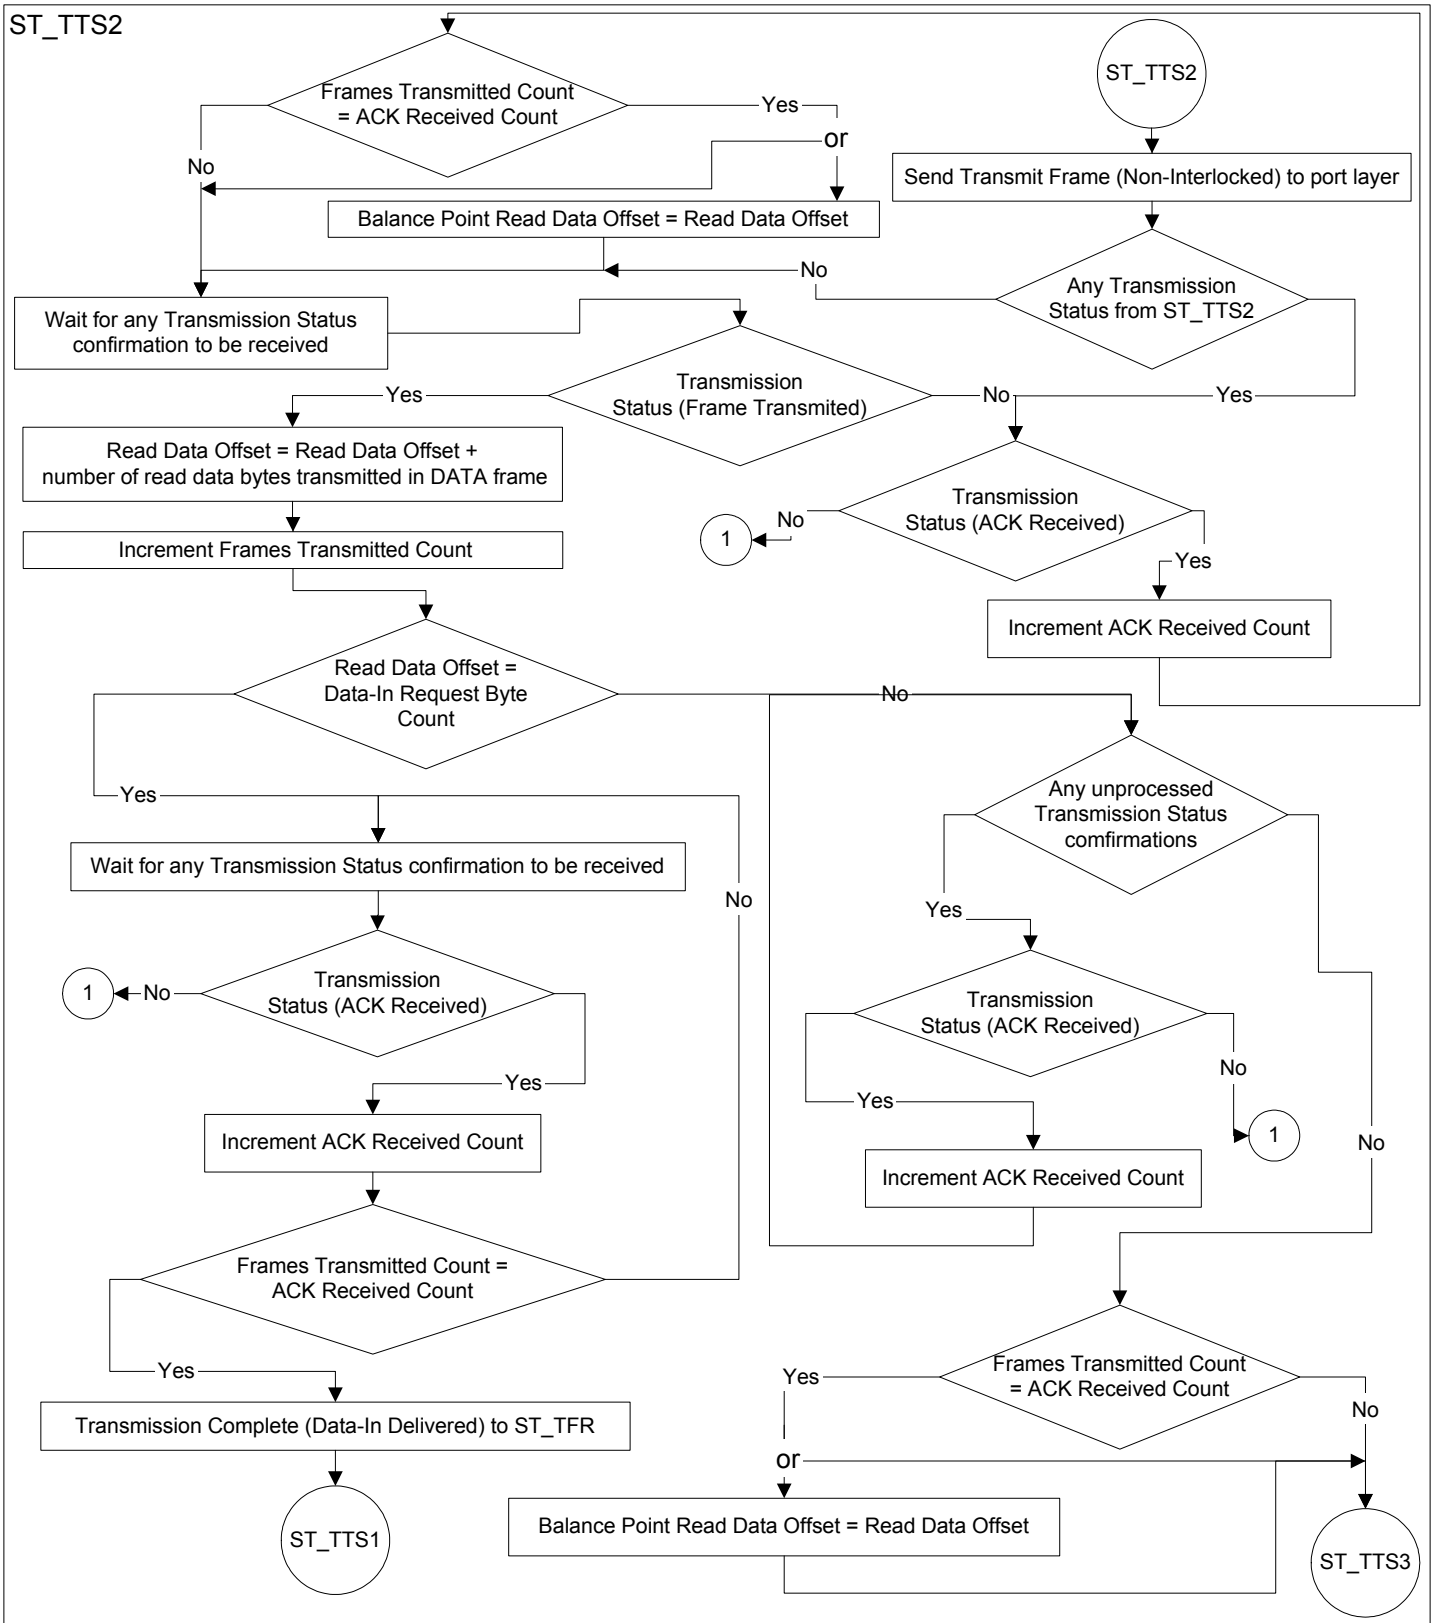 ST_TTS2
Frames Transmitted Count
= ACK Received Count
Yes
or
No
Balance Point Read Data Offset = Read Data Offset
ST_TTS2
Send Transmit Frame (Non-Interlocked) to port layer
Any Transmission
Status from ST_TTS2
No
Yes
Wait for any Transmission Status
confirmation to be received
Transmission
Status (Frame Transmited)
Yes
No
Read Data Offset = Read Data Offset +
number of read data bytes transmitted in DATA frame
Increment Frames Transmitted Count
Transmission
Status (ACK Received)
No
1
Yes
Increment ACK Received Count
Read Data Offset =
Data-In Request Byte
Count
No
Yes
Wait for any Transmission Status confirmation to be received
No
Transmission
Status (ACK Received)
No
1
Yes
Increment ACK Received Count
Frames Transmitted Count =
ACK Received Count
Yes
Transmission Complete (Data-In Delivered) to ST_TFR
ST_TTS1
Any unprocessed
Transmission Status
comfirmations
Yes
Transmission
Status (ACK Received)
No
1
Yes
Increment ACK Received Count
No
Frames Transmitted Count
= ACK Received Count
Yes
No
or
Balance Point Read Data Offset = Read Data Offset
ST_TTS3